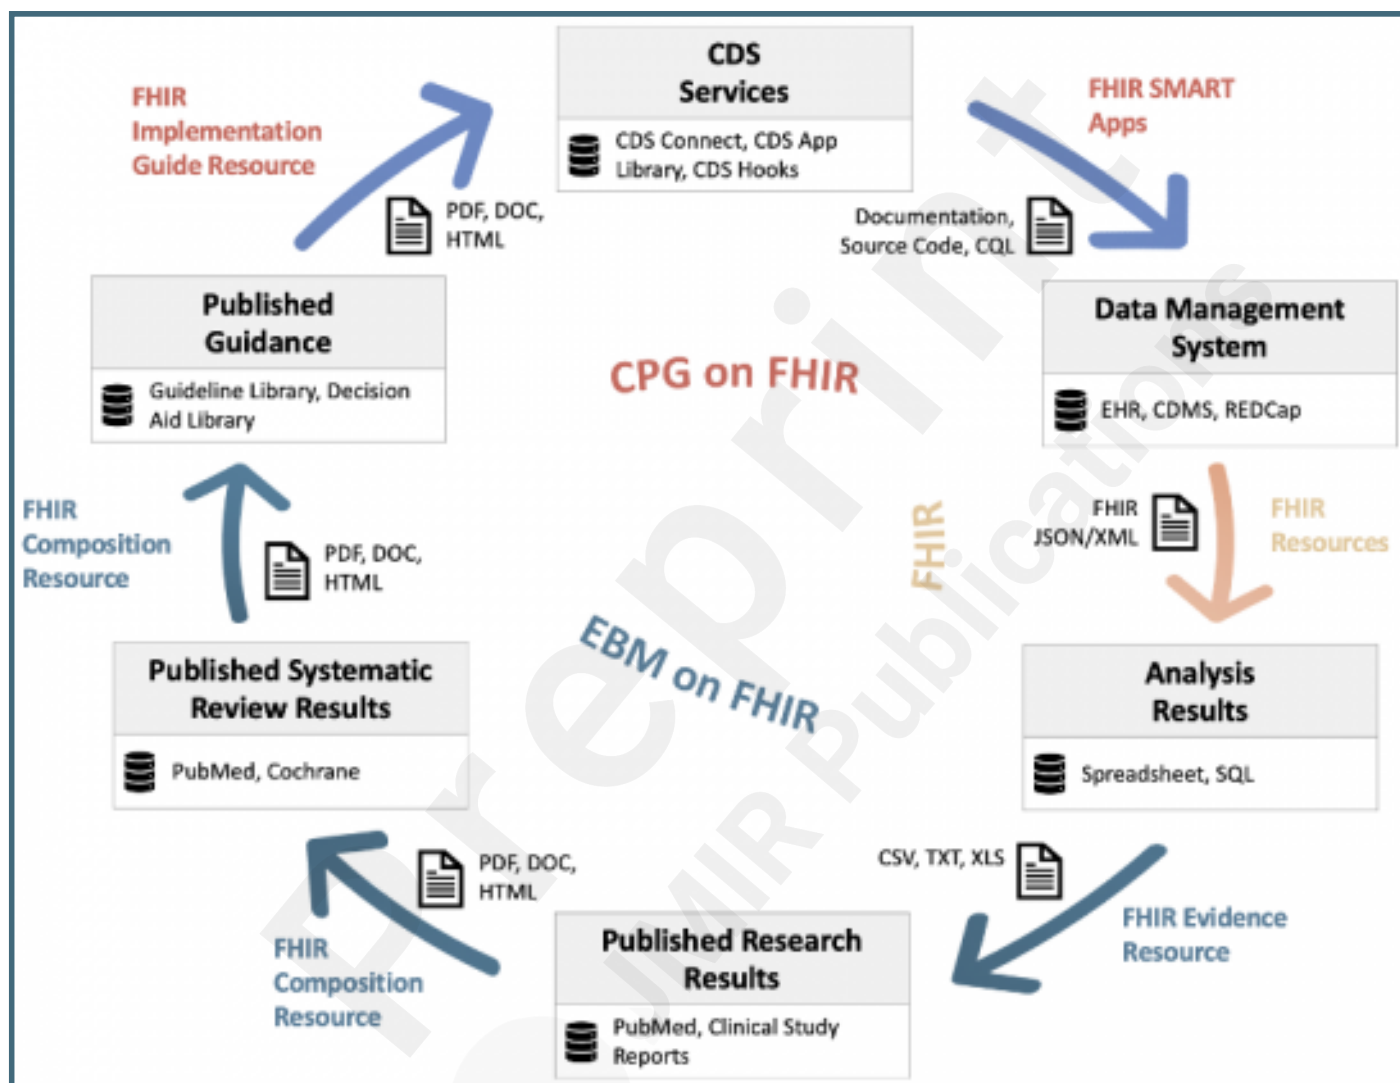 CDS
Services
CDS Connect, CDS App
Library, CDS Hooks
FHIR
Implementation
Guide Resource
PDF, DOC,
HTML
FHIR SMART
Apps
Documentation,
Source Code, CQL
Published
Guidance
Guideline Library, Decision
Aid Library
Data Management
System
EHR, CDMS, REDCap
CPG on FHIR
FHIR
EBM on FHIR
FHIR
Composition
Resource
PDF, DOC,
HTML
FHIR
JSON/XML
FHIR
Resources
Published Systematic
Review Results
PubMed, Cochrane
Analysis
Results
Spreadsheet, SQL
PDF, DOC,
HTML
CSV, TXT, XLS
FHIR
Composition
Resource
FHIR Evidence
Resource
Published Research
Results
PubMed, Clinical Study
Reports
Preprint
JMIR Publications